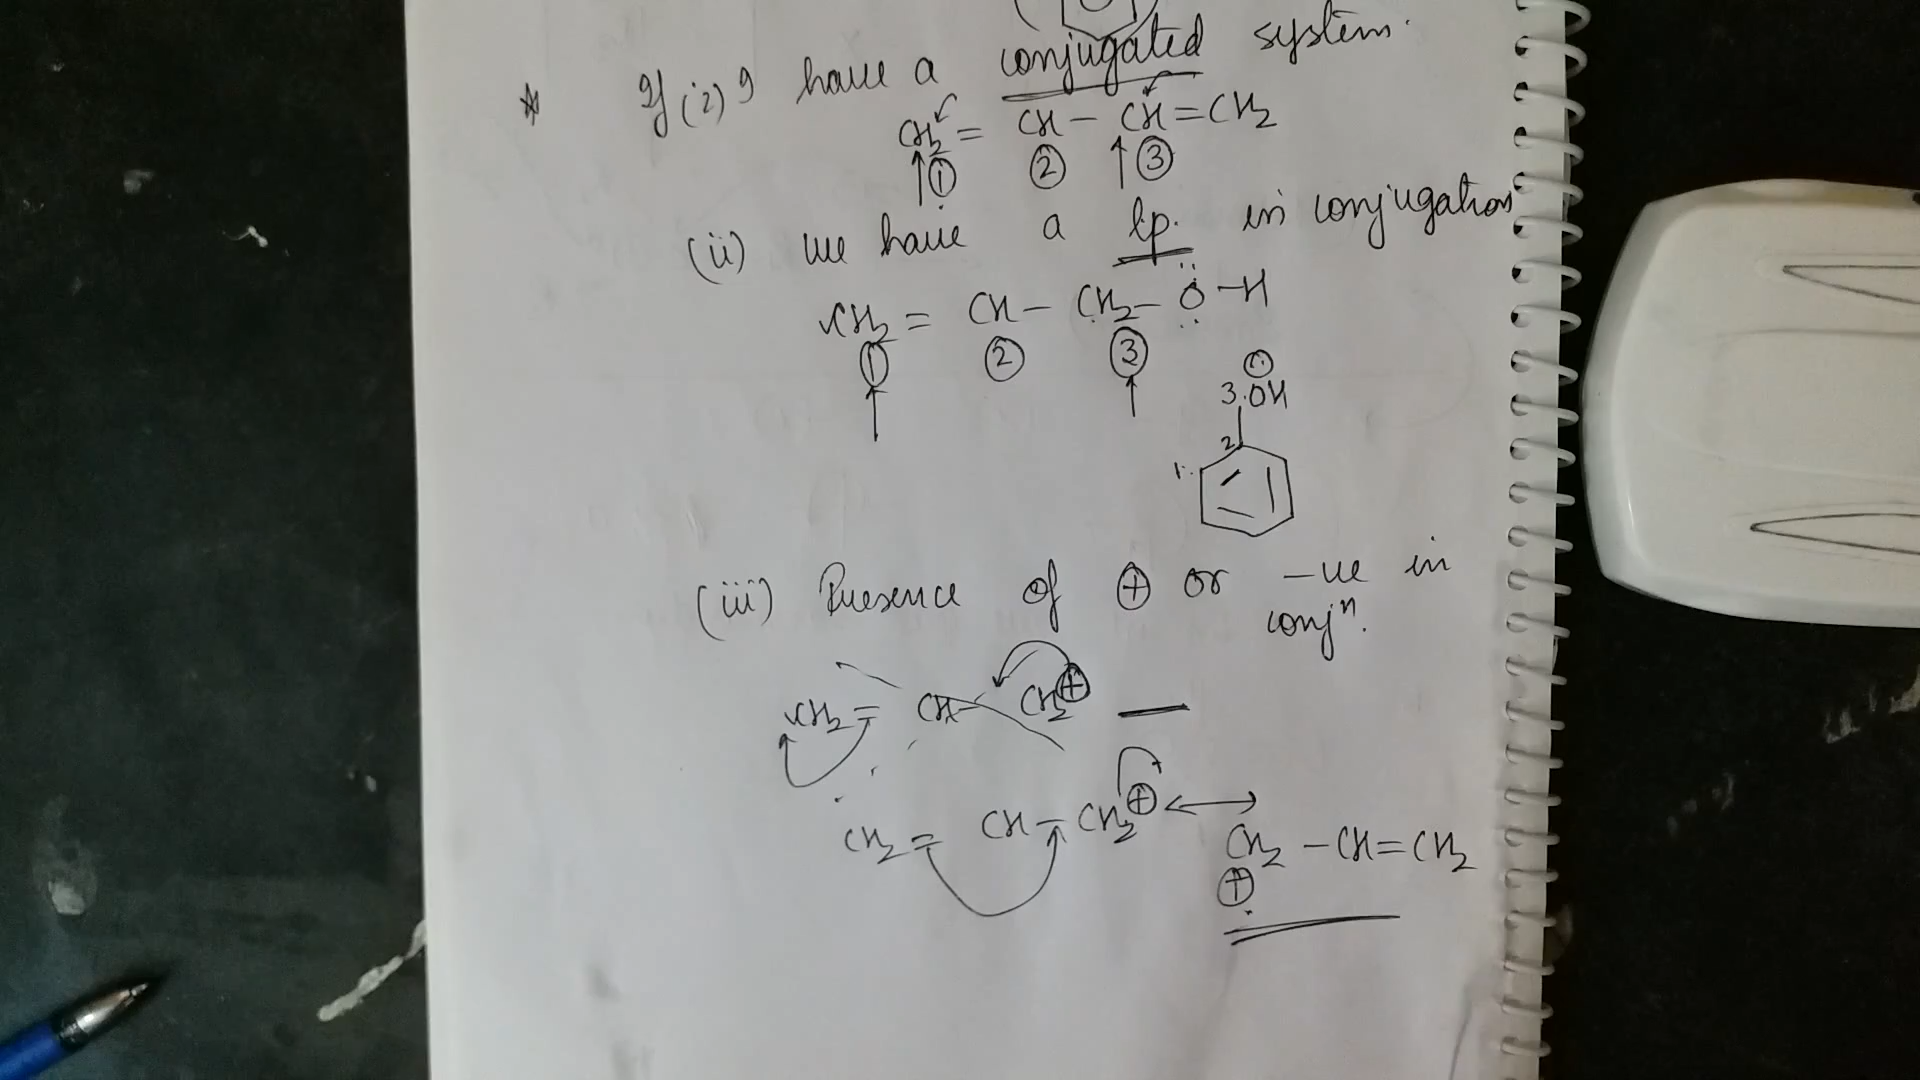 If (i) I have a conjugated system.
CH2 = CH - CH = CH2
① ② ③
(ii) we have a lp. in conjugation
CH2 = CH - CH2 - O - H
① ② ③
3. OH
2
1.
(iii) Presence of ⊕ or -ve in
conjⁿ.
CH2 = CH - CH2 ⊕
CH2 = CH - CH2 ⊕ ↔
CH2 - CH = CH2
⊕